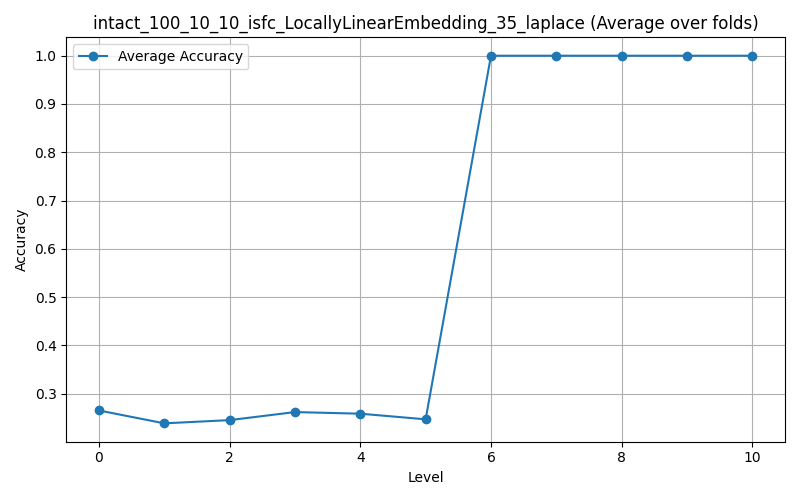 intact_100_10_10_isfc_LocallyLinearEmbedding_35_laplace (Average over folds)
Average Accuracy
1.0
0.9
0.8
0.7
0.6
0.5
0.4
0.3
Accuracy
0 2 4 6 8 10
Level